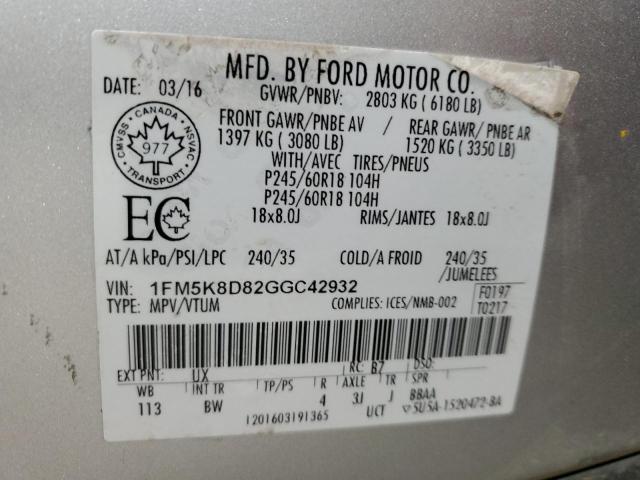 MFD. BY FORD MOTOR CO.
DATE: 03/16 GVWR/PNBV: 2803 KG ( 6180 LB)
FRONT GAWR/PNBE AV / REAR GAWR/ PNBE AR
1397 KG ( 3080 LB) 1520 KG ( 3350 LB)
CANADA
CMVSS NSVAC
977
TRANSPORT
WITH/AVEC TIRES/PNEUS
P245/60R18 104H
P245/60R18 104H
EC
18x8.0J RIMS/JANTES 18x8.0J
AT/A kPa/PSI/LPC 240/35 COLD/A FROID 240/35
/JUMELEES
VIN: 1FM5K8D82GGC42932 F0197
TYPE: MPV/VTUM COMPLIES: ICES/NMB-002 T0217
EXT PNT: UX RC: B7 DSO:
WB INT TR TP/PS R AXLE TR SPR
113 BW 4 3J J BBAA
1201603191365 UCT ▽5U5A-1520472-BA